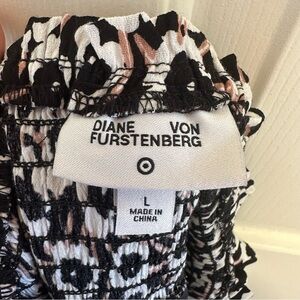 DIANE VON
FURSTENBERG
L
MADE IN
CHINA